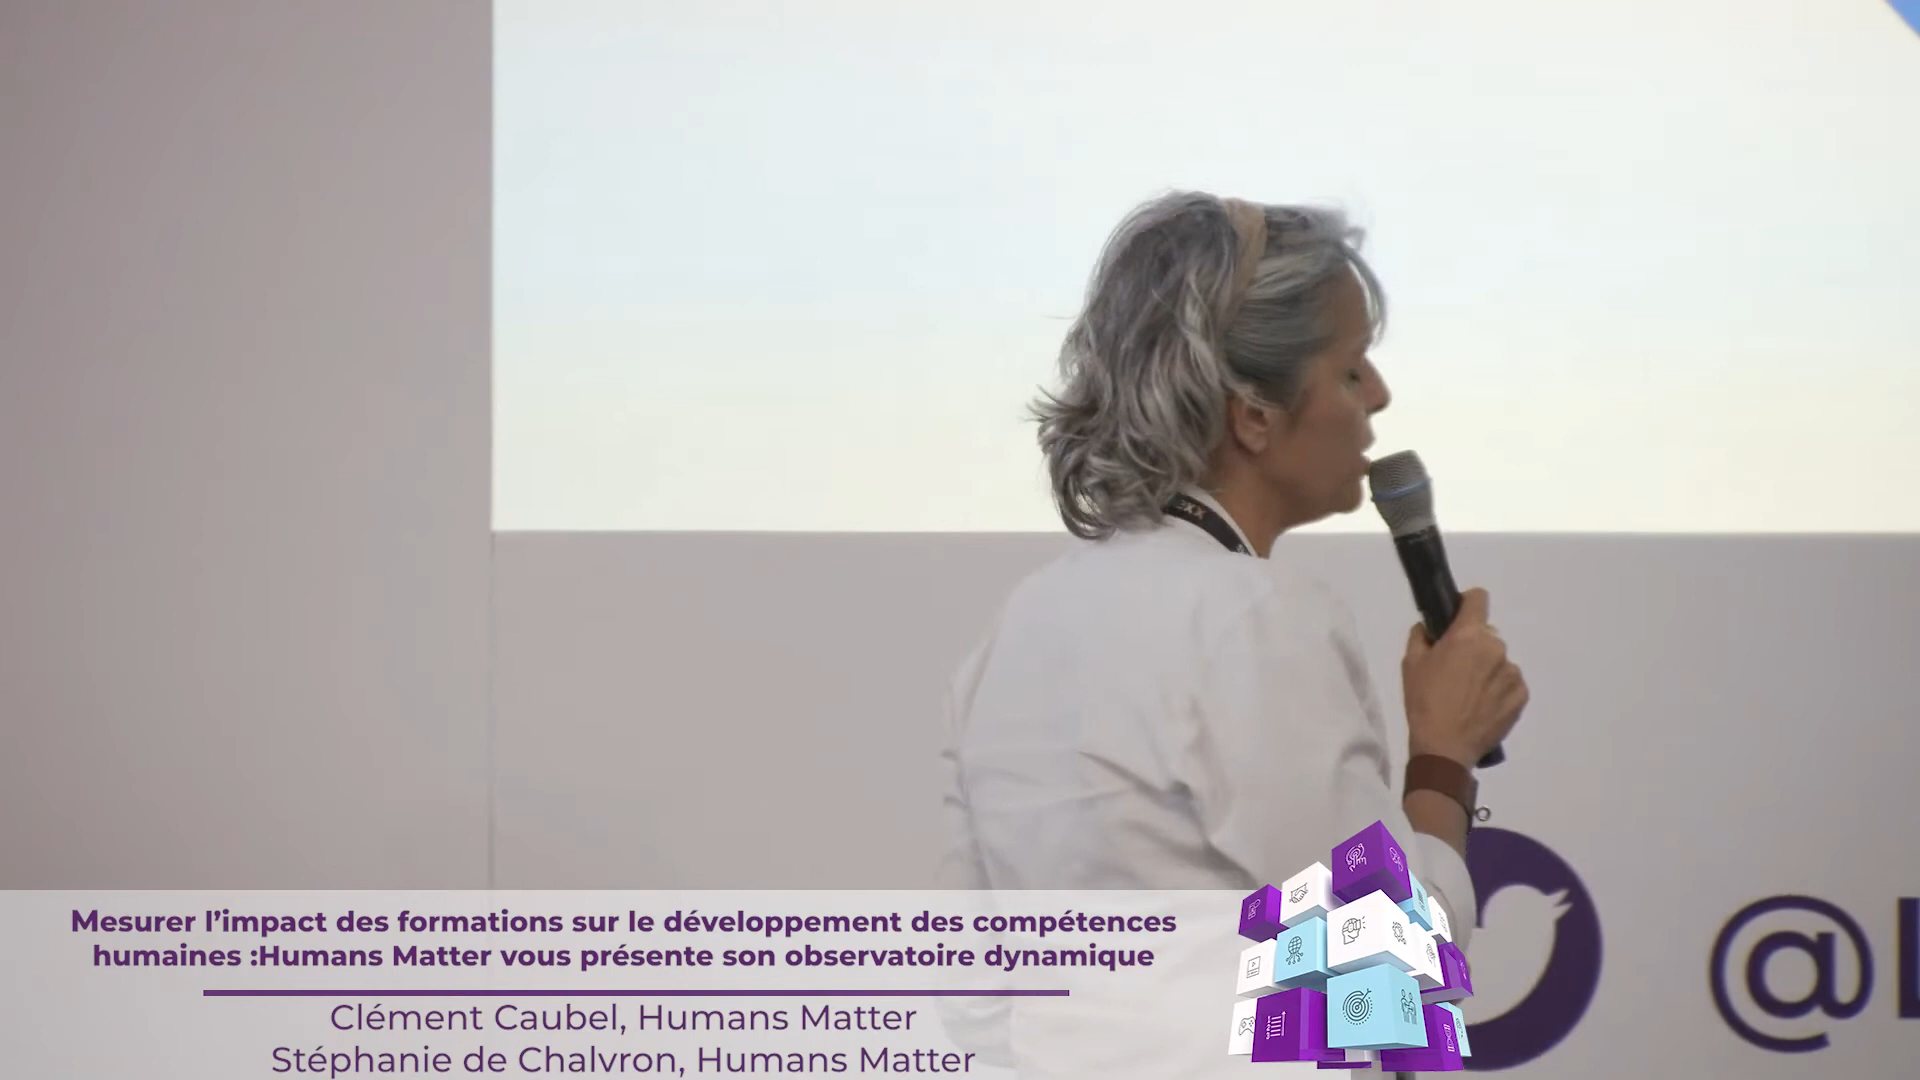 Mesurer l'impact des formations sur le développement des compétences
humaines :Humans Matter vous présente son observatoire dynamique
Clément Caubel, Humans Matter
Stéphanie de Chalvron, Humans Matter
@